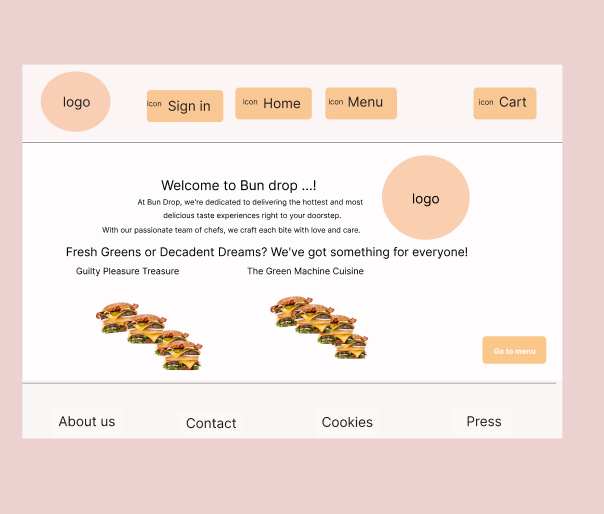 logo
icon Sign in
icon Home
icon Menu
icon Cart
Welcome to Bun drop ...!
At Bun Drop, we're dedicated to delivering the hottest and most
delicious taste experiences right to your doorstep.
With our passionate team of chefs, we craft each bite with love and care.
logo
Fresh Greens or Decadent Dreams? We've got something for everyone!
Guilty Pleasure Treasure
The Green Machine Cuisine
Go to menu
About us
Contact
Cookies
Press